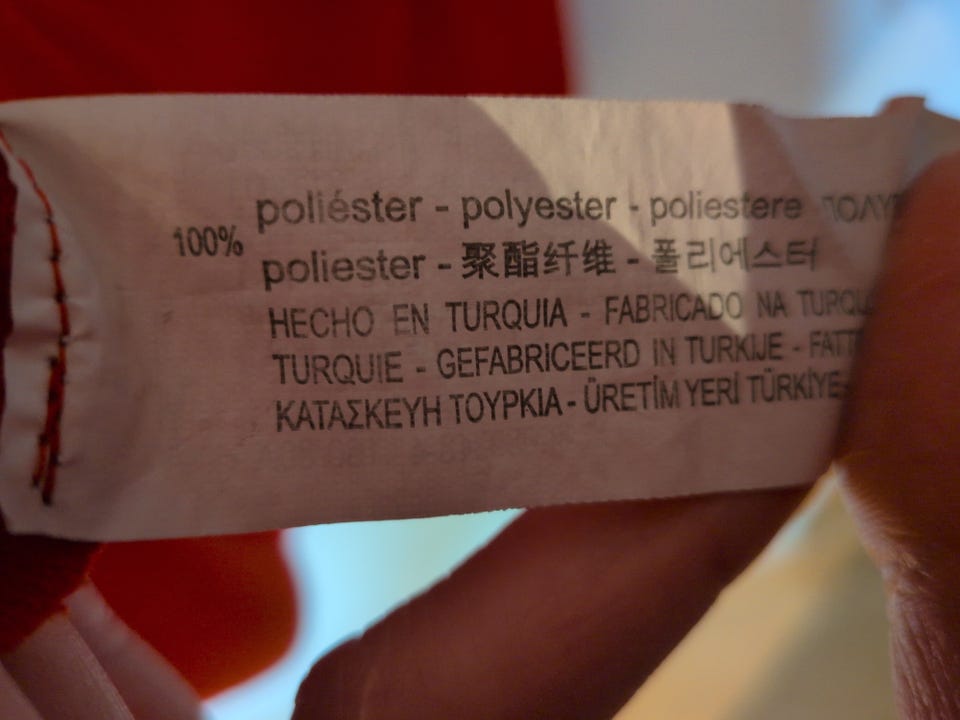 100% poliéster - polyester - poliestere
poliester - 聚酯纤维 - 폴리에스터
HECHO EN TURQUIA - FABRICADO NA
TURQUIE - GEFABRICEERD IN TURKIJE -
ΚΑΤΑΣΚΕΥΗ ΤΟΥΡΚΙΑ - ÜRETİM YERİ TÜRKİYE-